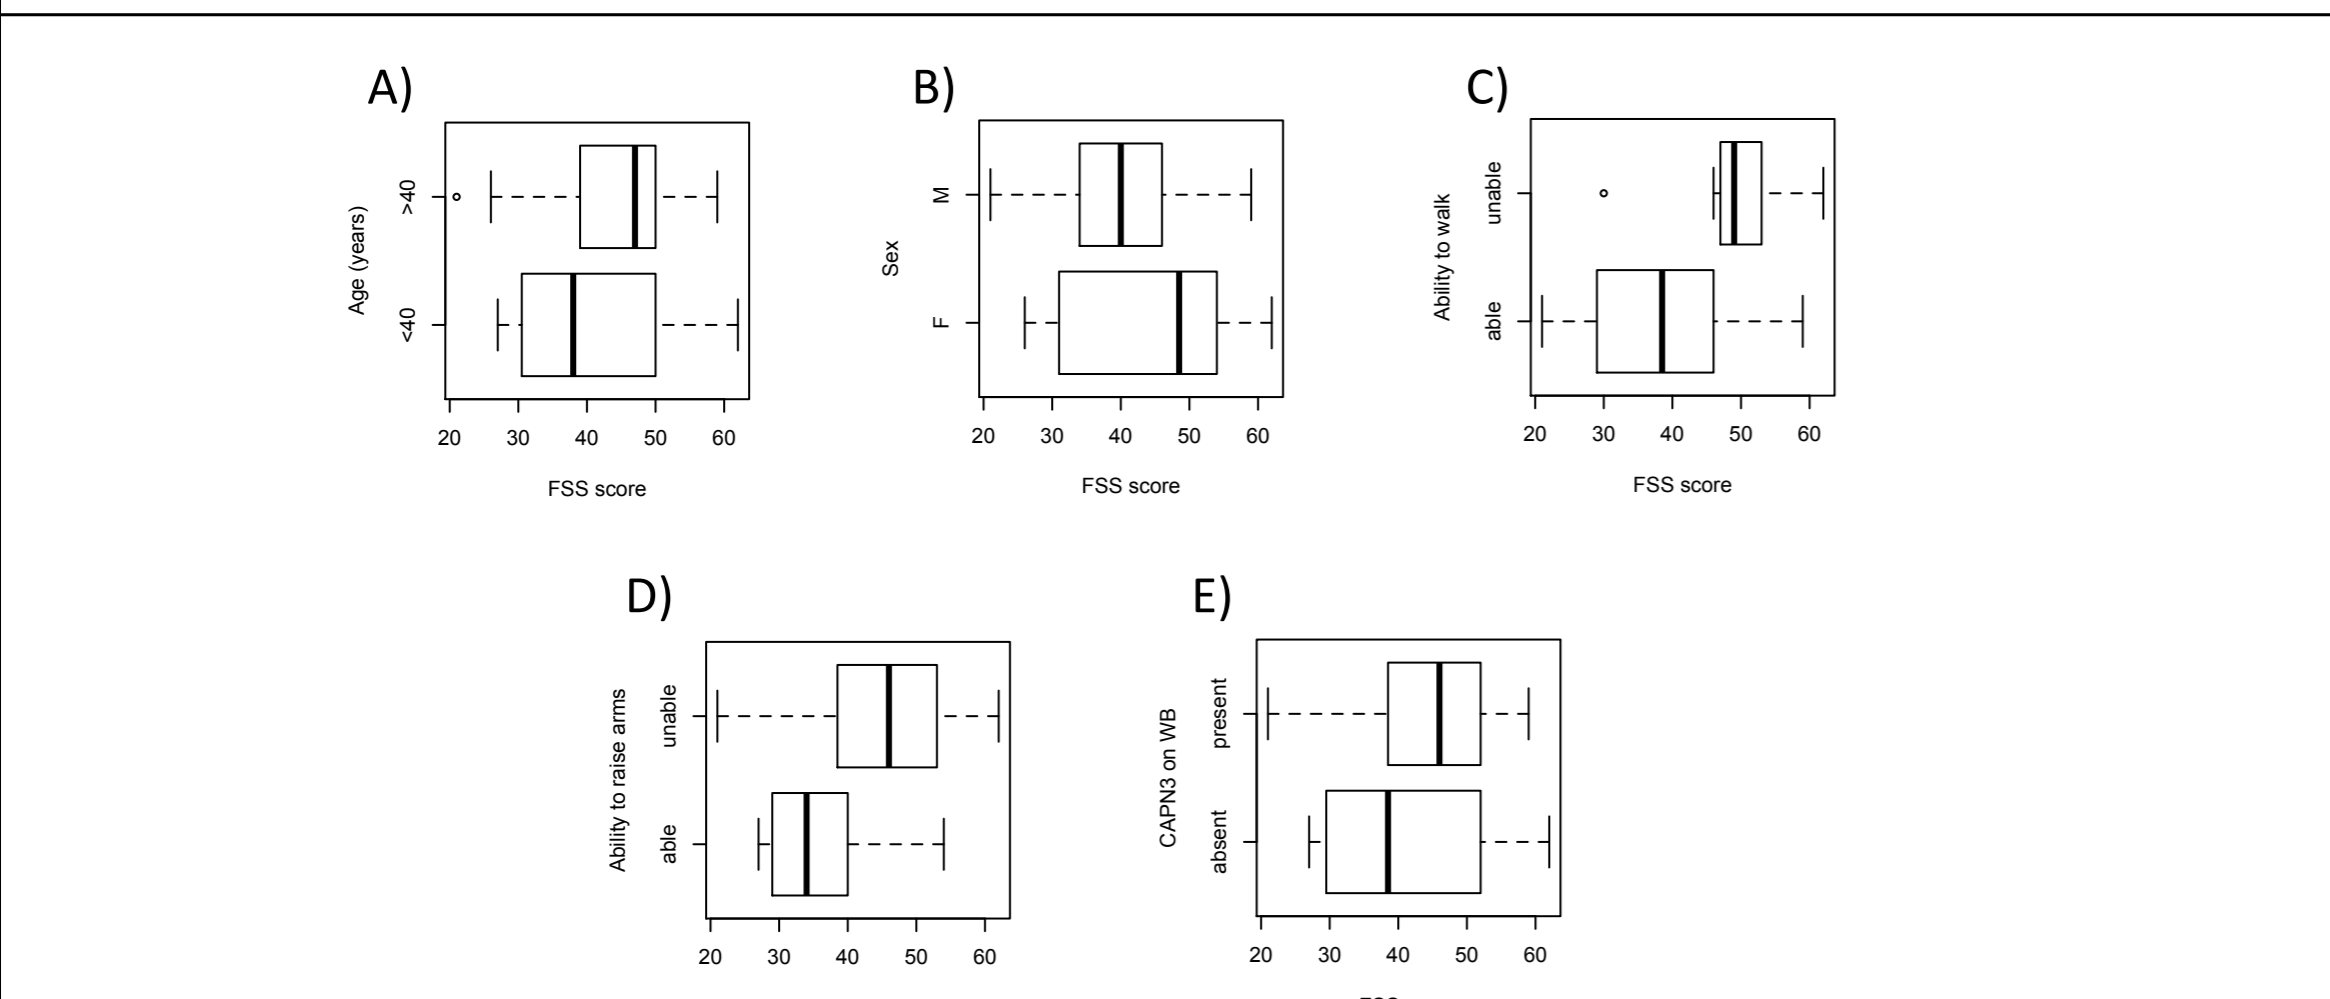 A)
Age (years)
>40
<40
20 30 40 50 60
FSS score
B)
Sex
M
F
20 30 40 50 60
FSS score
C)
Ability to walk
unable
able
20 30 40 50 60
FSS score
D)
Ability to raise arms
unable
able
20 30 40 50 60
E)
CAPN3 on WB
present
absent
20 30 40 50 60